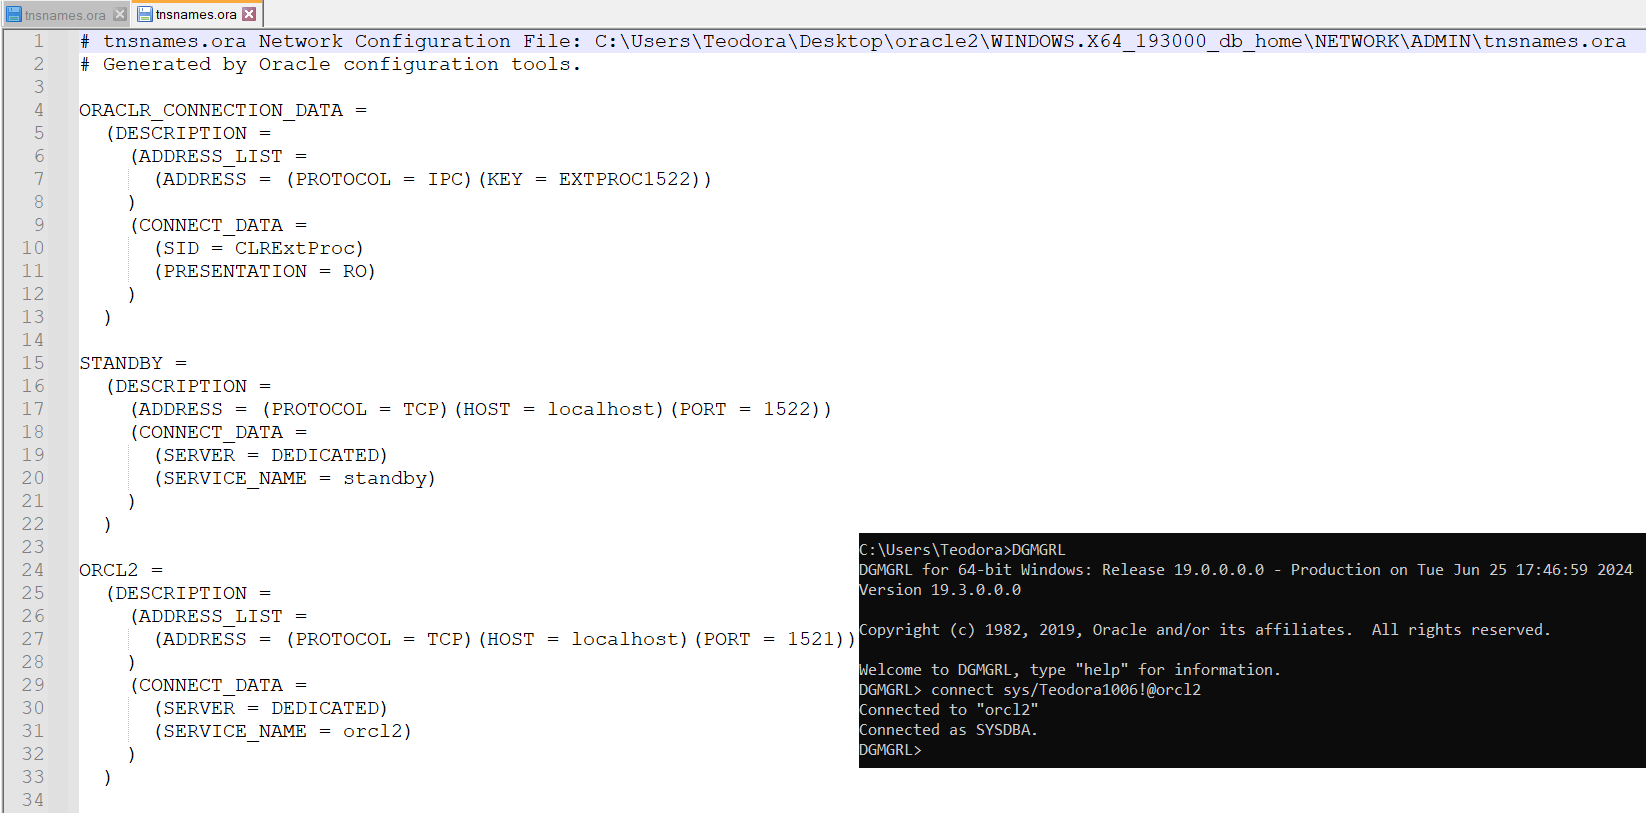 tnsnames.ora tnsnames.ora
1 # tnsnames.ora Network Configuration File: C:\Users\Teodora\Desktop\oracle2\WINDOWS.X64_193000_db_home\NETWORK\ADMIN\tnsnames.ora
2 # Generated by Oracle configuration tools.
3
4 ORACLR_CONNECTION_DATA =
5   (DESCRIPTION =
6     (ADDRESS_LIST =
7       (ADDRESS = (PROTOCOL = IPC)(KEY = EXTPROC1522))
8     )
9     (CONNECT_DATA =
10       (SID = CLRExtProc)
11       (PRESENTATION = RO)
12     )
13   )
14
15 STANDBY =
16   (DESCRIPTION =
17     (ADDRESS = (PROTOCOL = TCP)(HOST = localhost)(PORT = 1522))
18     (CONNECT_DATA =
19       (SERVER = DEDICATED)
20       (SERVICE_NAME = standby)
21     )
22   )
23
24 ORCL2 =
25   (DESCRIPTION =
26     (ADDRESS_LIST =
27       (ADDRESS = (PROTOCOL = TCP)(HOST = localhost)(PORT = 1521))
28     )
29     (CONNECT_DATA =
30       (SERVER = DEDICATED)
31       (SERVICE_NAME = orcl2)
32     )
33   )
34
C:\Users\Teodora>DGMGRL
DGMGRL for 64-bit Windows: Release 19.0.0.0.0 - Production on Tue Jun 25 17:46:59 2024
Version 19.3.0.0.0
Copyright (c) 1982, 2019, Oracle and/or its affiliates.  All rights reserved.
Welcome to DGMGRL, type "help" for information.
DGMGRL> connect sys/Teodora1006!@orcl2
Connected to "orcl2"
Connected as SYSDBA.
DGMGRL>